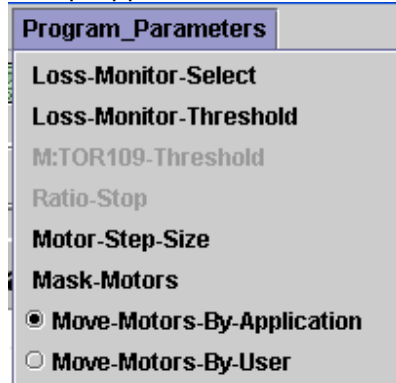 Program_Parameters
Loss-Monitor-Select
Loss-Monitor-Threshold
M:TOR109-Threshold
Ratio-Stop
Motor-Step-Size
Mask-Motors
Move-Motors-By-Application
Move-Motors-By-User